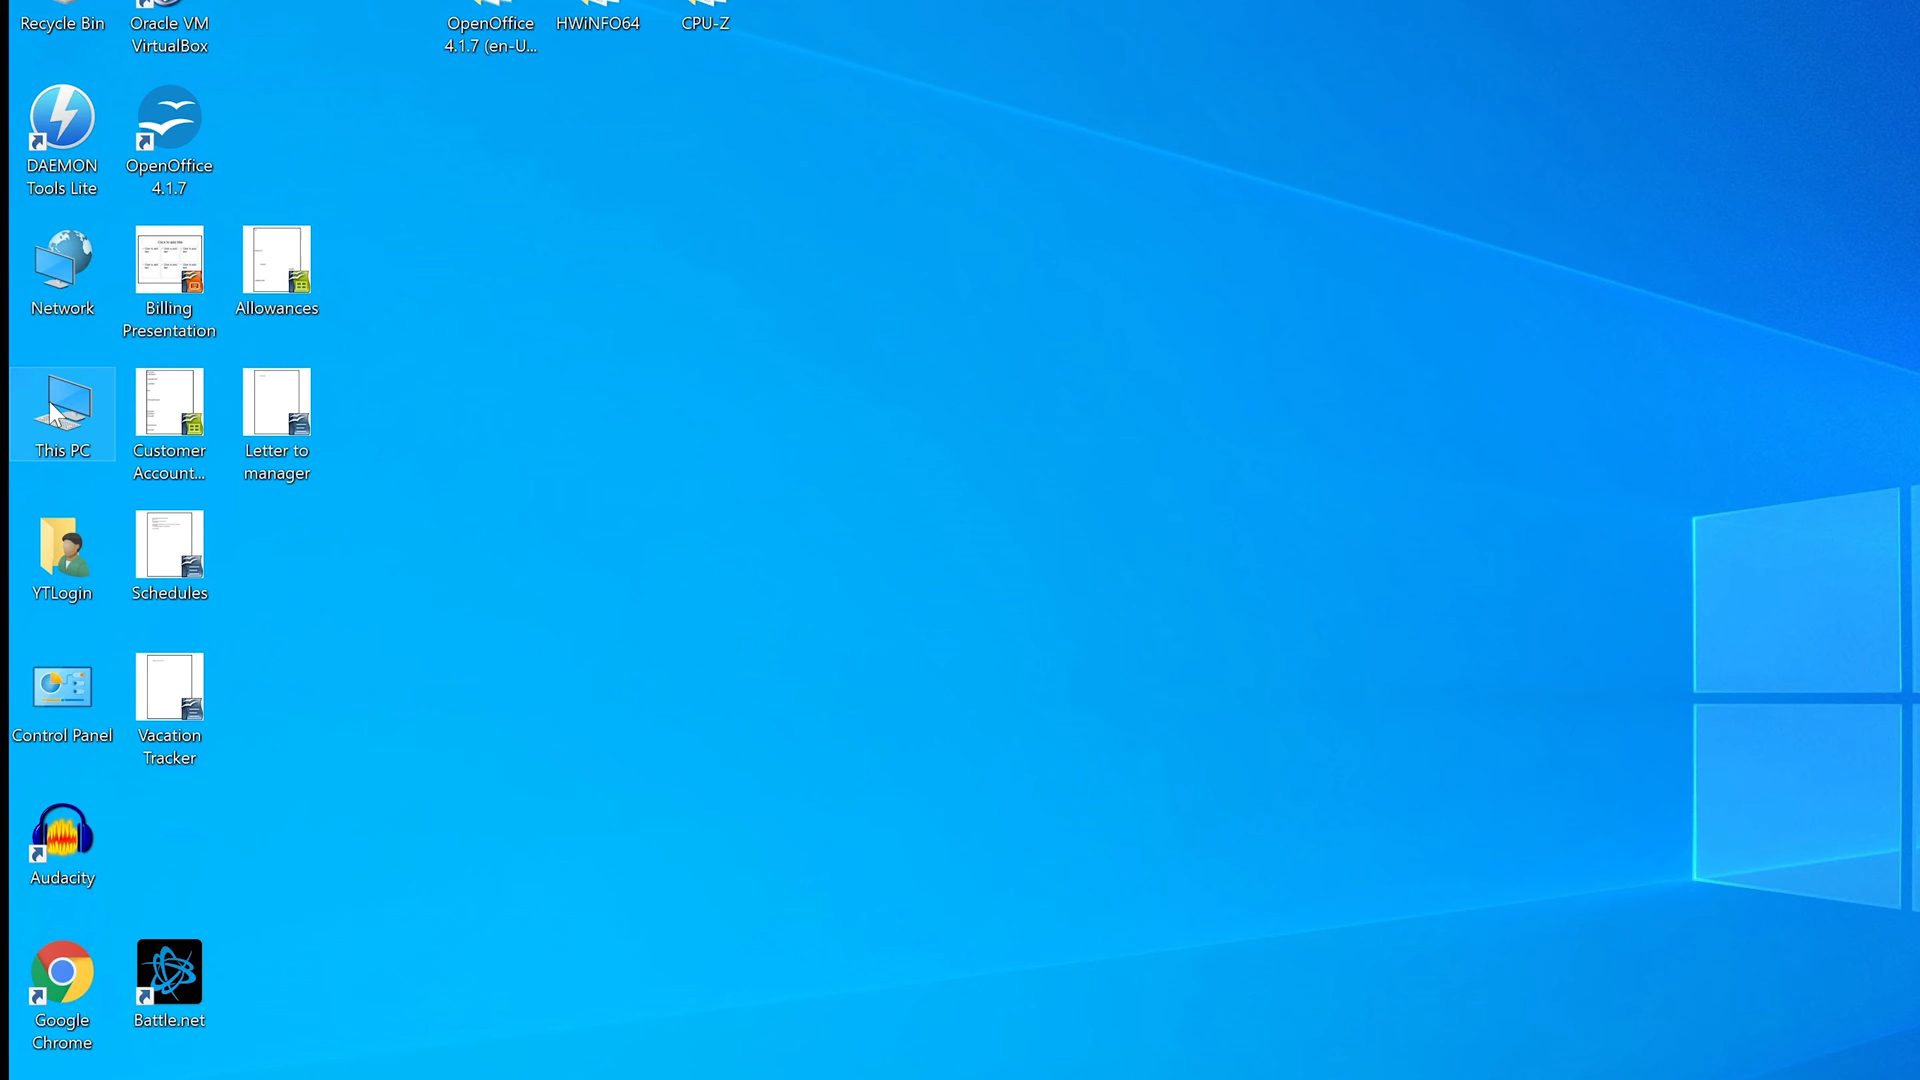 Recycle Bin
Oracle VM
VirtualBox
OpenOffice
4.1.7 (en-U...
HWiNFO64
CPU-Z
DAEMON
Tools Lite
OpenOffice
4.1.7
Network
Billing
Presentation
Allowances
This PC
Customer
Account...
Letter to
manager
YTLogin
Schedules
Control Panel
Vacation
Tracker
Audacity
Google
Chrome
Battle.net